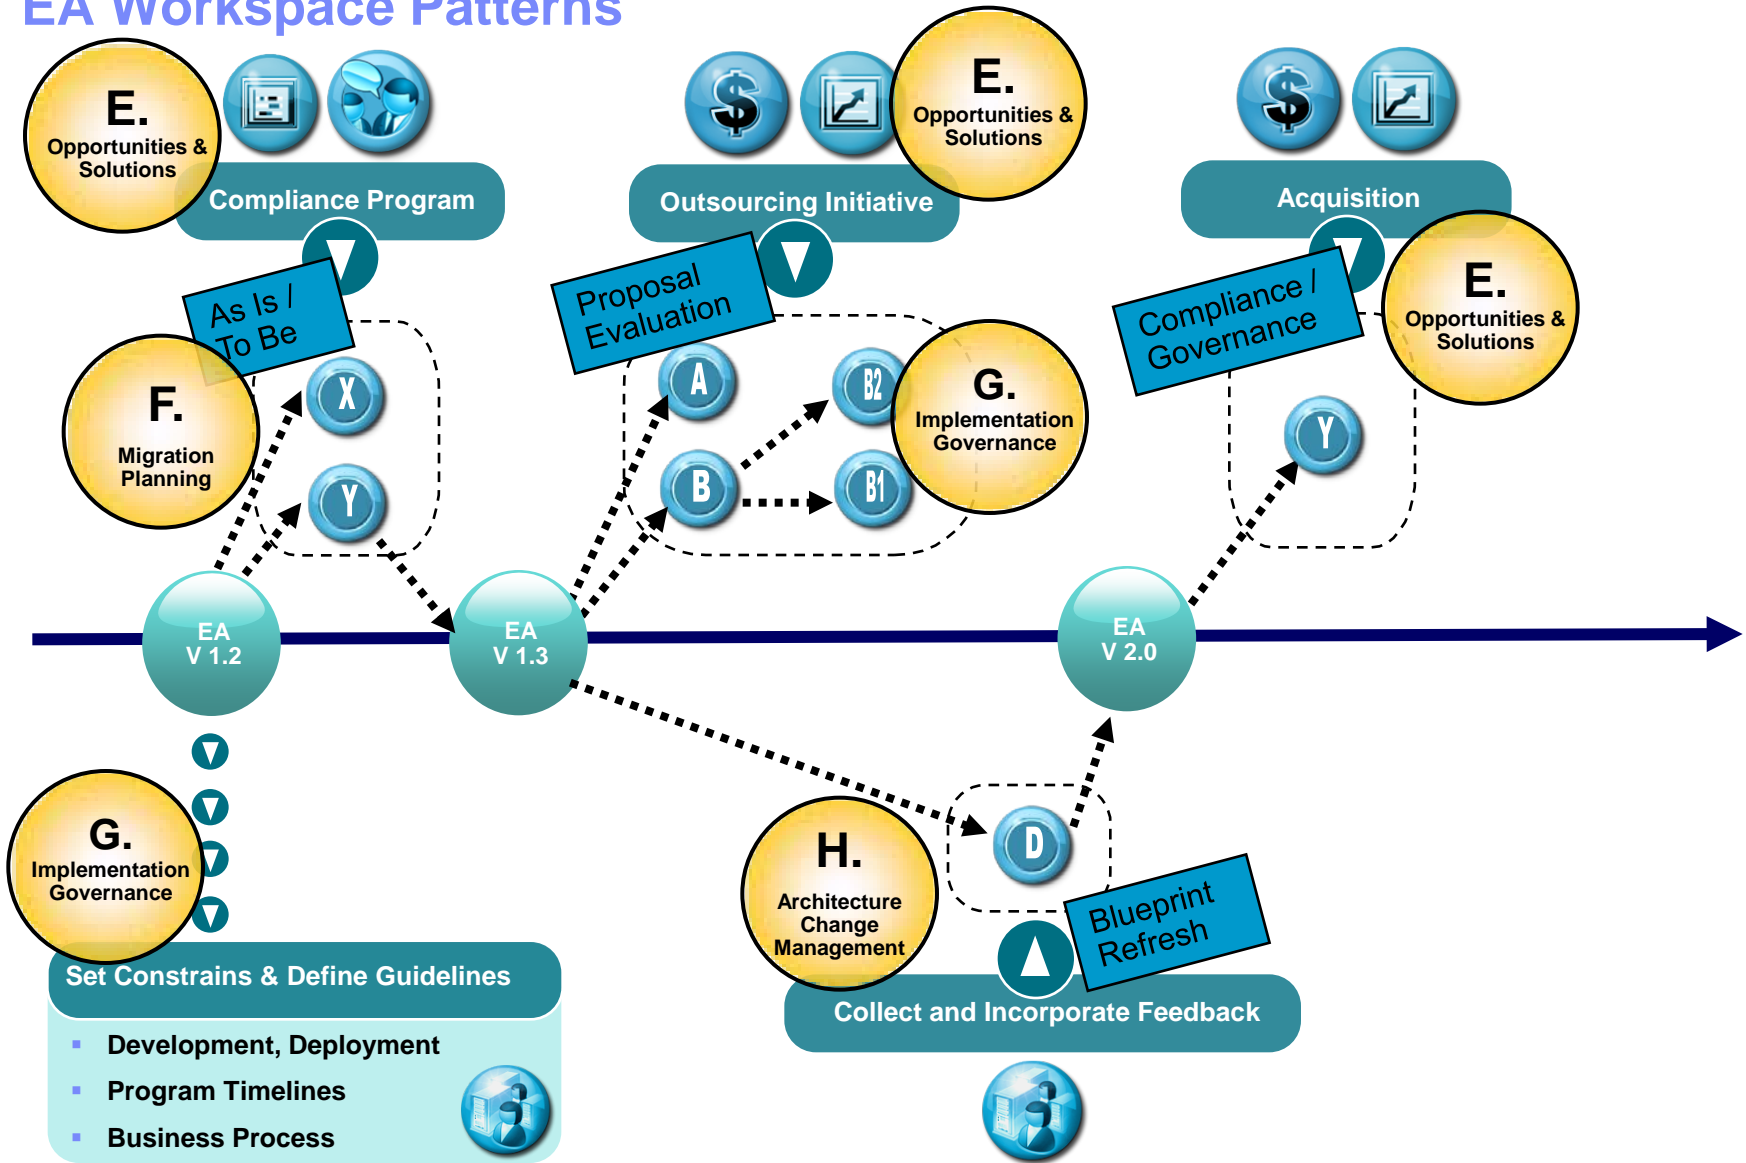 EA Workspace Patterns
E.
Opportunities &
Solutions
Compliance Program
E.
Opportunities &
Solutions
Outsourcing Initiative
Acquisition
E.
Opportunities &
Solutions
As Is /
To Be
Proposal
Evaluation
Compliance /
Governance
F.
Migration
Planning
X
Y
A
B
B2
B1
G.
Implementation
Governance
Y
EA
V 1.2
EA
V 1.3
EA
V 2.0
G.
Implementation
Governance
H.
Architecture
Change
Management
D
Blueprint
Refresh
Set Constrains & Define Guidelines
Development, Deployment
Program Timelines
Business Process
Collect and Incorporate Feedback